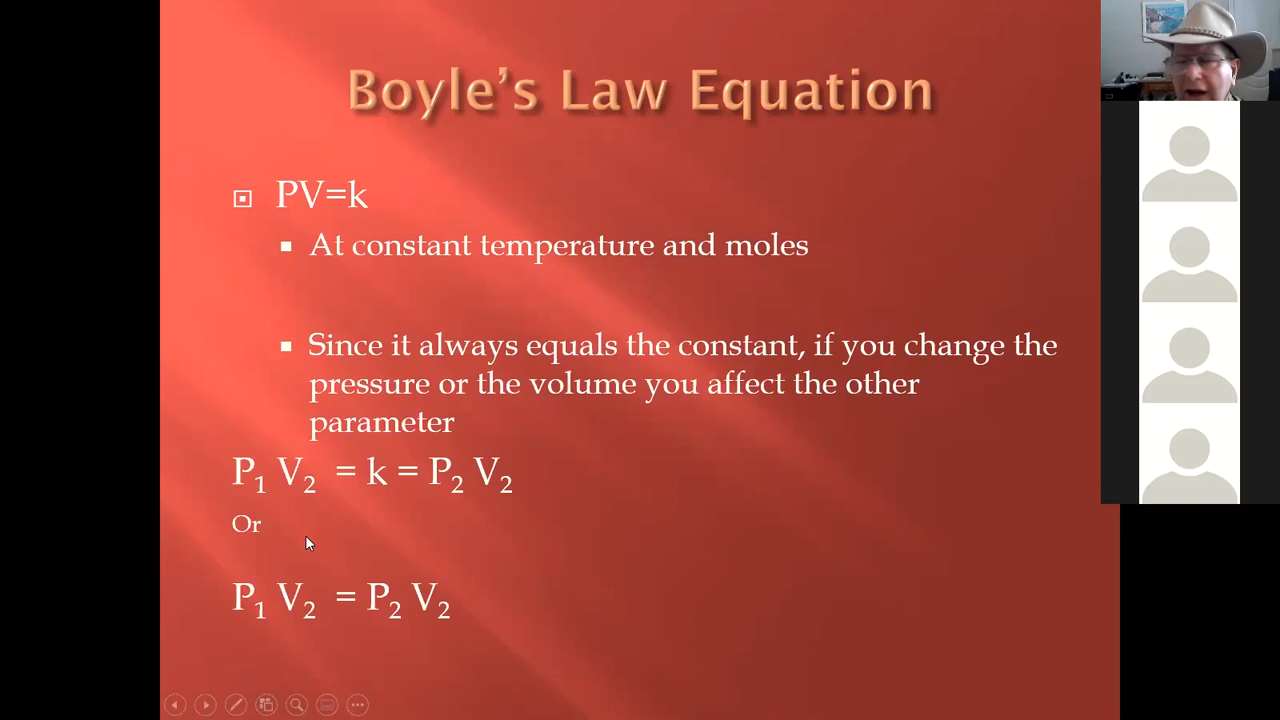 Boyle's Law Equation
PV=k
At constant temperature and moles
Since it always equals the constant, if you change the
pressure or the volume you affect the other
parameter
P₁ V₂ = k = P₂ V₂
Or
P₁ V₂ = P₂ V₂